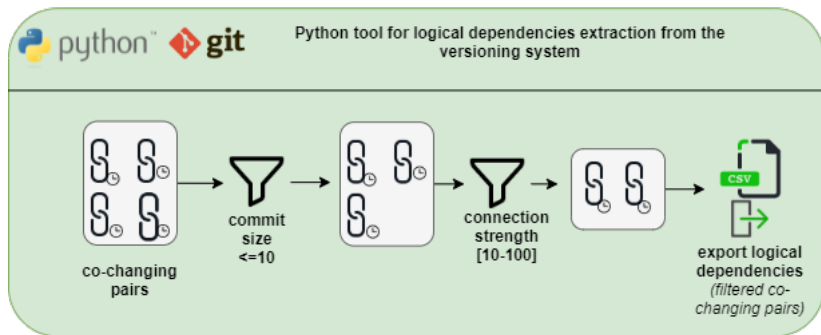 python™ git
Python tool for logical dependencies extraction from the
versioning system
co-changing
pairs
commit
size
<=10
connection
strength
[10-100]
CSV
export logical
dependencies
(filtered co-
changing pairs)